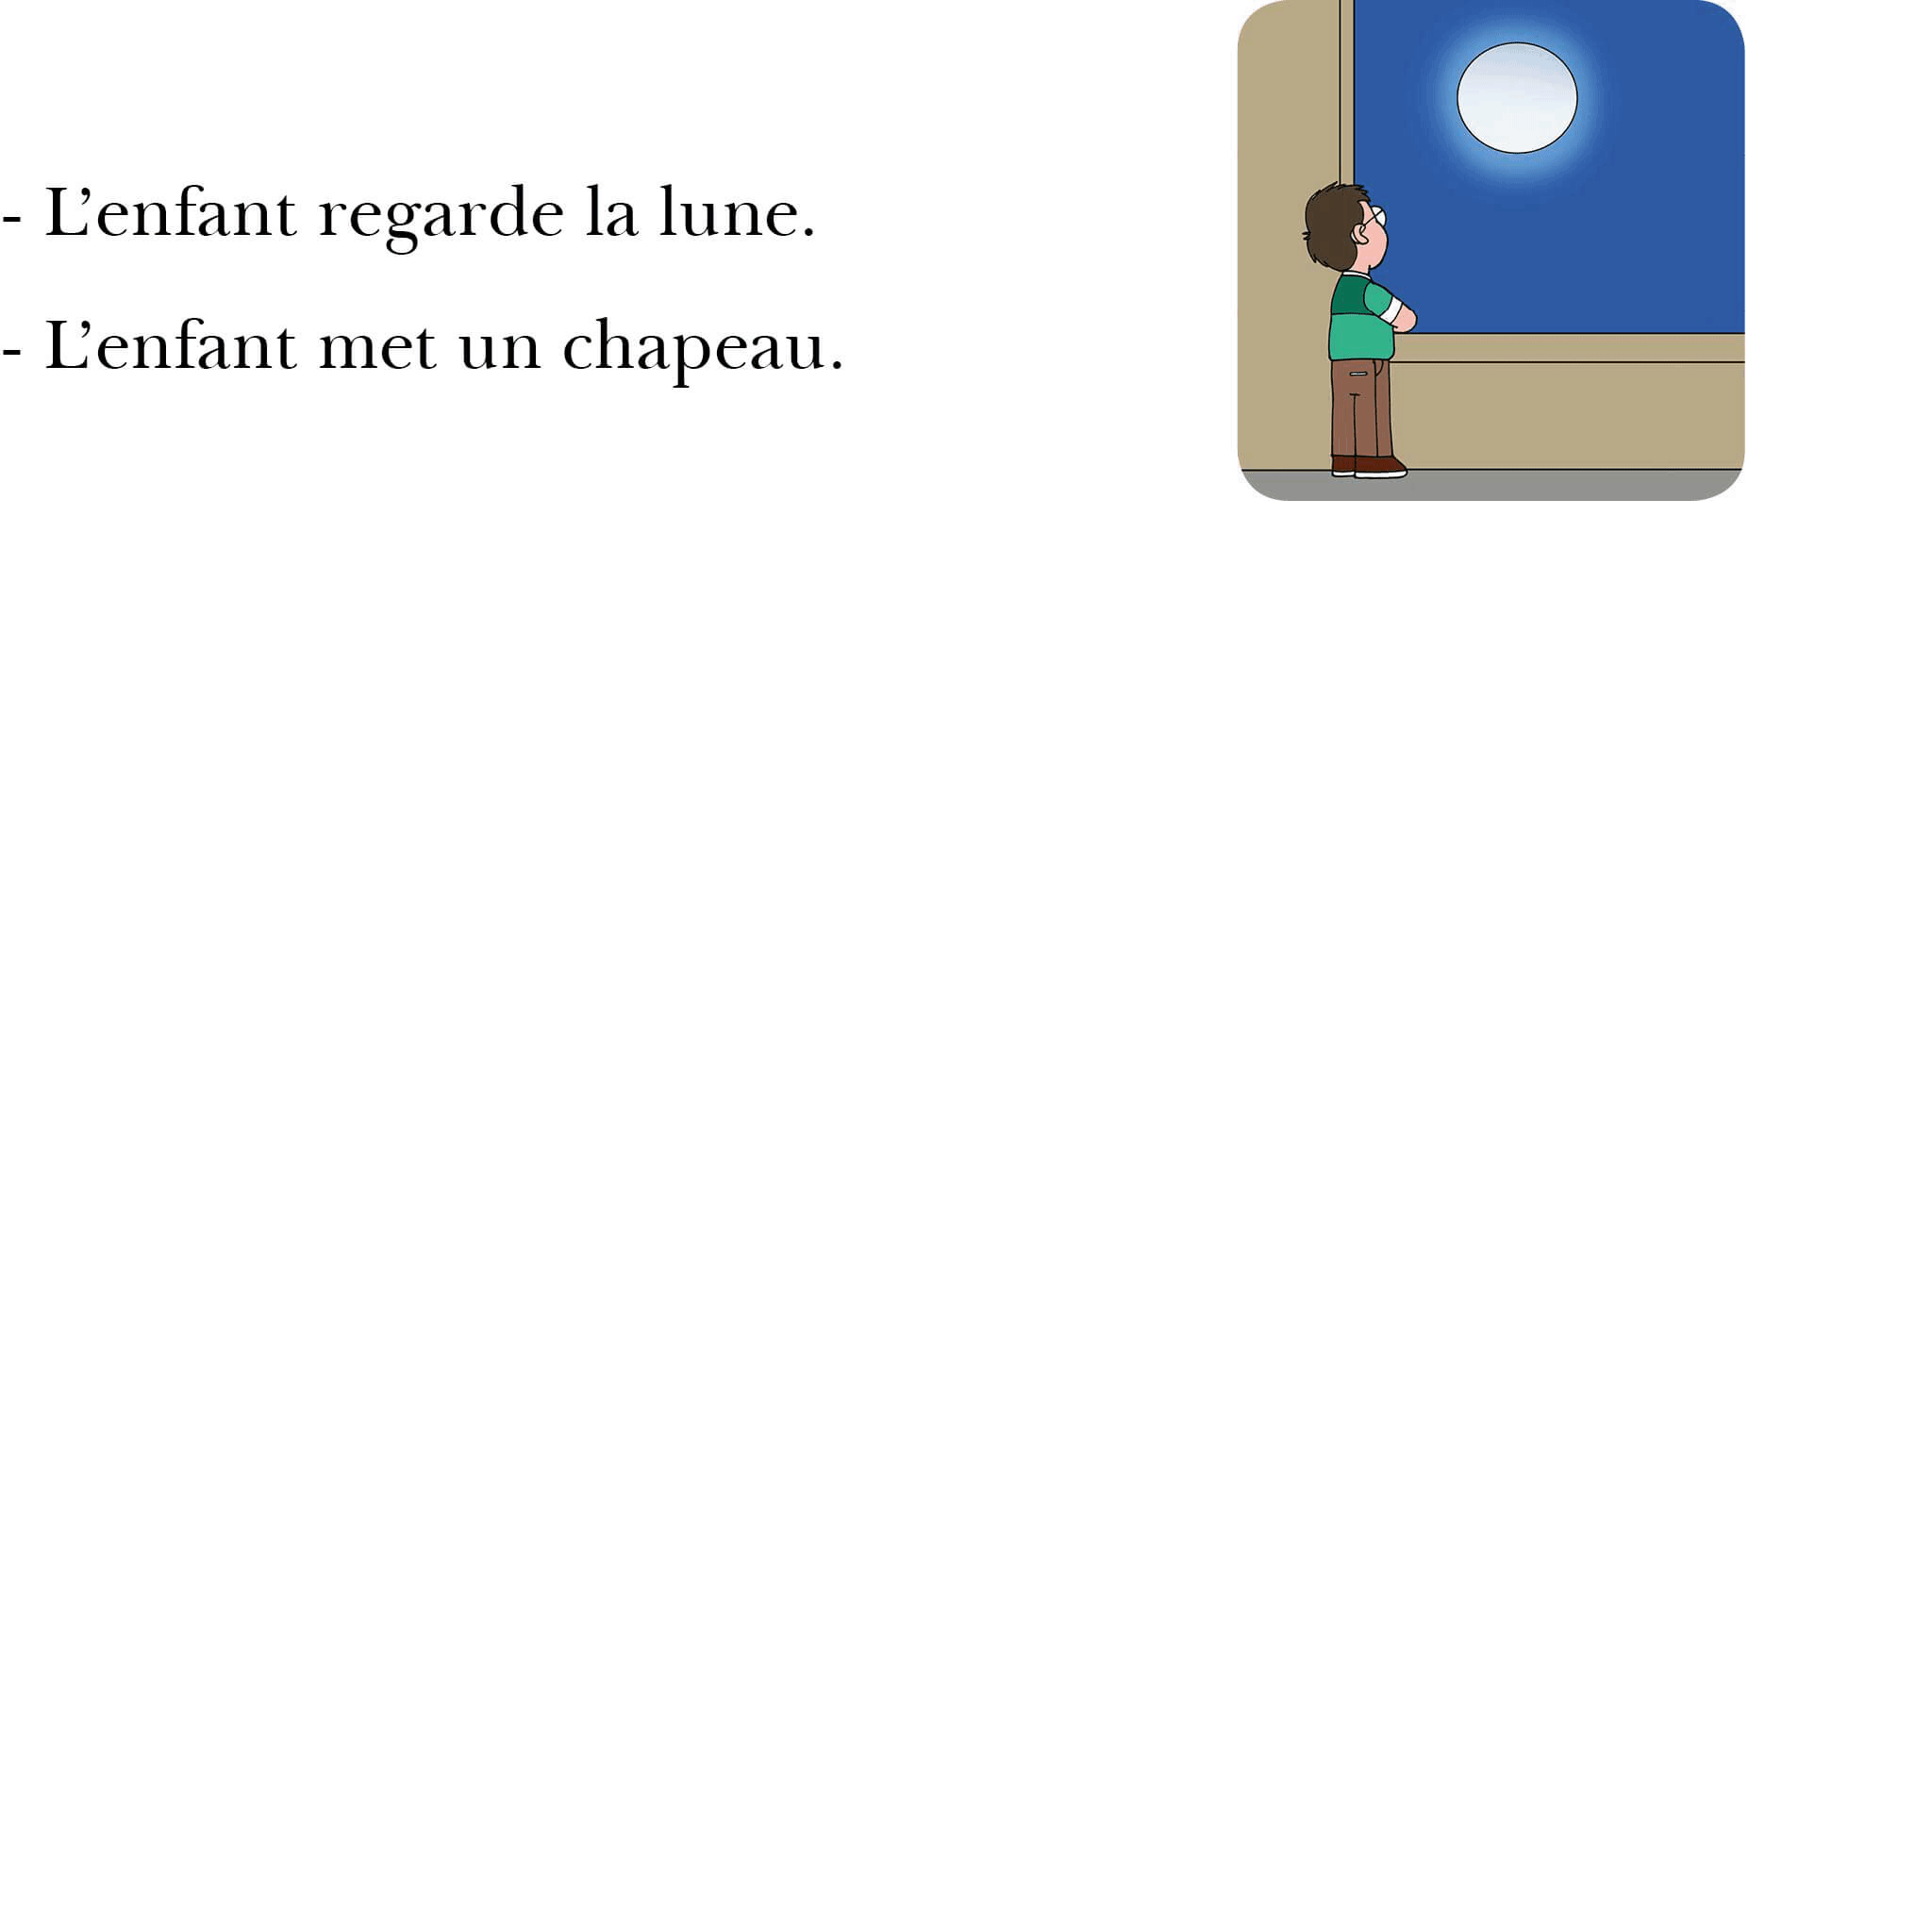 - L’enfant regarde la lune.
- L’enfant met un chapeau.